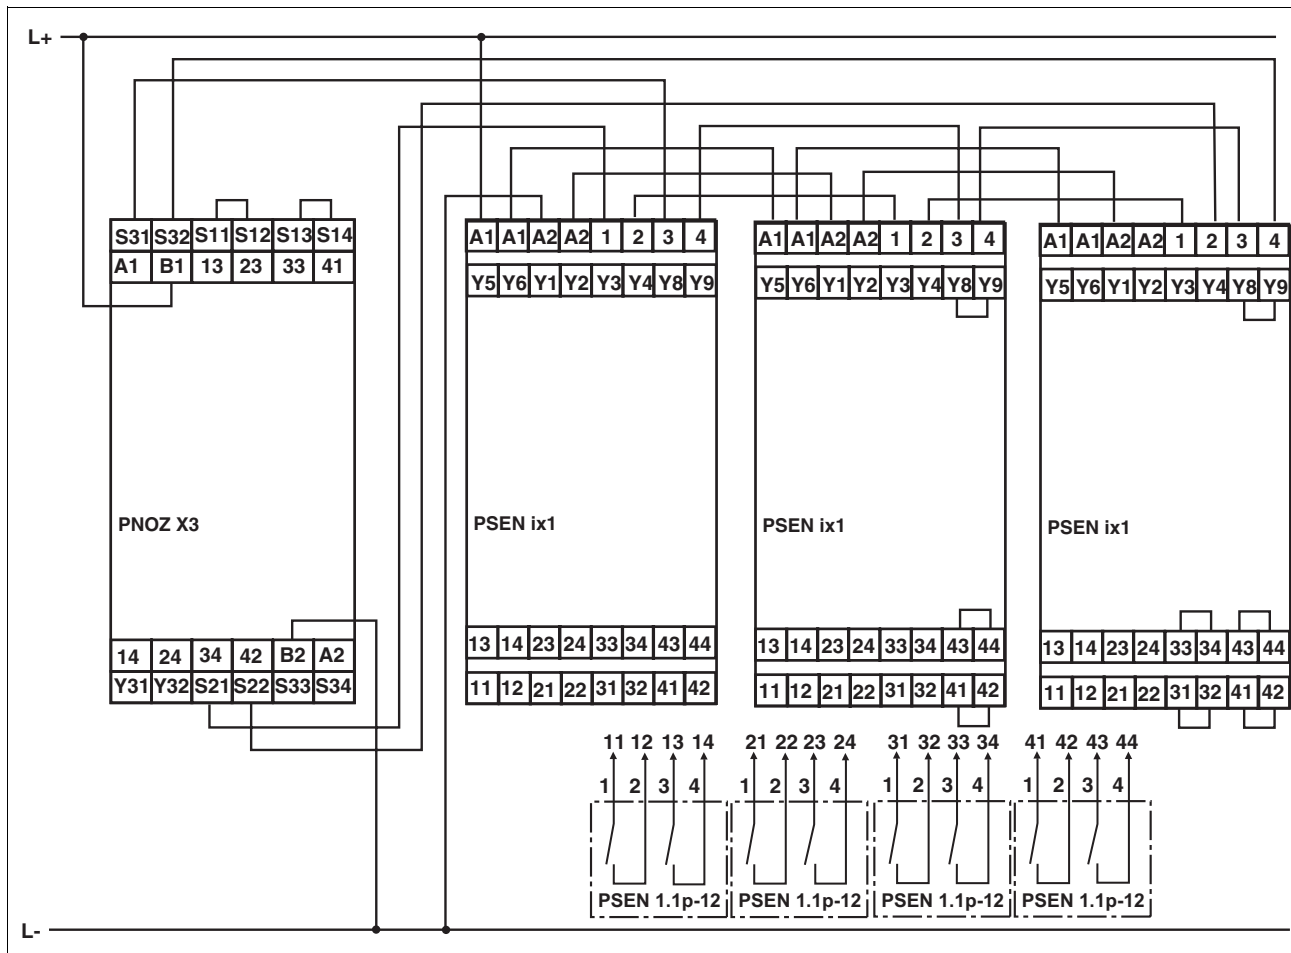 L+
S31 S32 S11 S12 S13 S14
A1 B1 13 23 33 41
PNOZ X3
14 24 34 42 B2 A2
Y31 Y32 S21 S22 S33 S34
A1 A1 A2 A2 1 2 3 4
Y5 Y6 Y1 Y2 Y3 Y4 Y8 Y9
PSEN ix1
13 14 23 24 33 34 43 44
11 12 21 22 31 32 41 42
A1 A1 A2 A2 1 2 3 4
Y5 Y6 Y1 Y2 Y3 Y4 Y8 Y9
PSEN ix1
13 14 23 24 33 34 43 44
11 12 21 22 31 32 41 42
A1 A1 A2 A2 1 2 3 4
Y5 Y6 Y1 Y2 Y3 Y4 Y8 Y9
PSEN ix1
13 14 23 24 33 34 43 44
11 12 21 22 31 32 41 42
11 12 13 14
1 2 3 4
PSEN 1.1p-12
21 22 23 24
1 2 3 4
PSEN 1.1p-12
31 32 33 34
1 2 3 4
PSEN 1.1p-12
41 42 43 44
1 2 3 4
PSEN 1.1p-12
L-